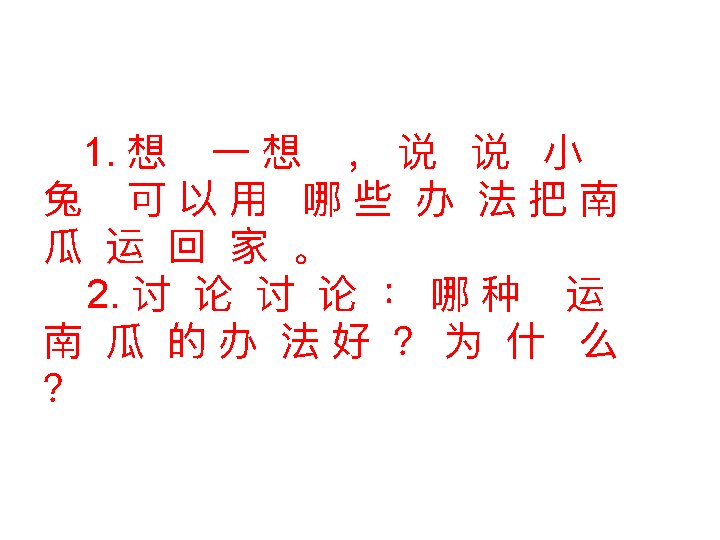 1.想一想，说说小
兔可以用哪些办法把南
瓜运回家。
2.讨论讨论：哪种运
南瓜的办法好？为什么
？